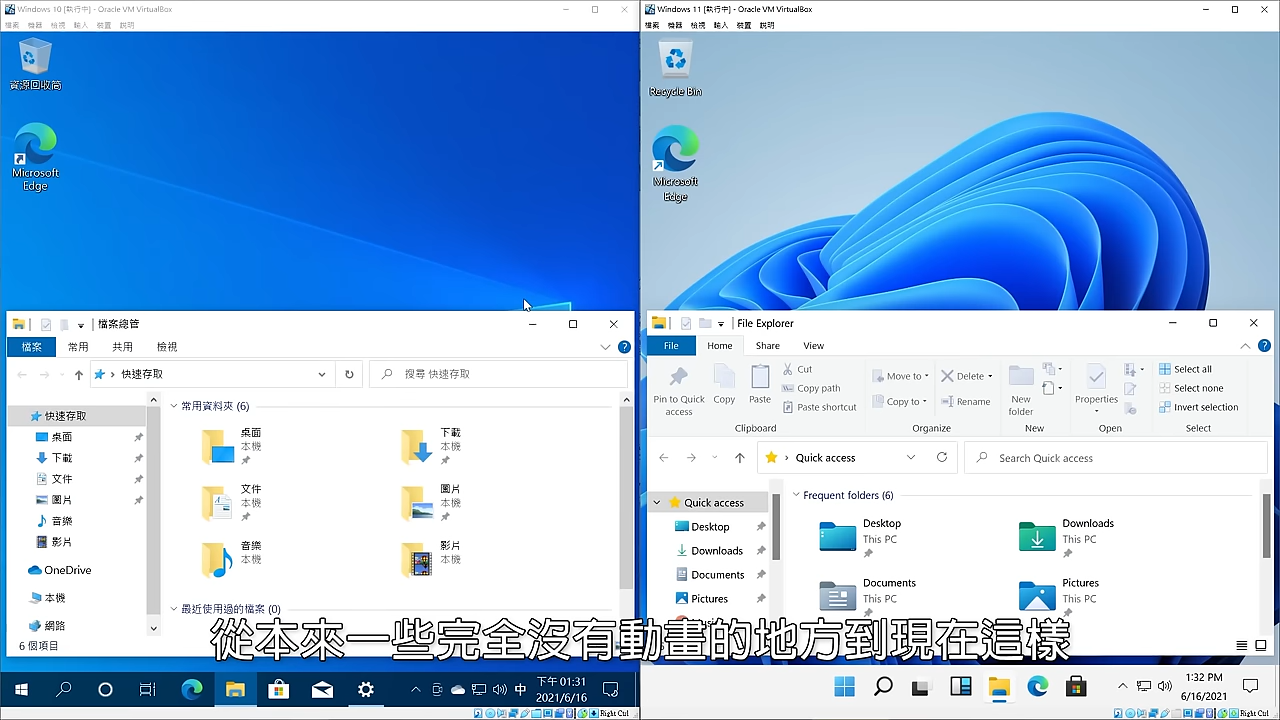 Windows 10 [執行中] - Oracle VM VirtualBox
檔案 機器 檢視 輸入 裝置 說明
資源回收筒
Microsoft
Edge
檔案總管
檔案 常用 共用 檢視
快速存取
搜尋 快速存取
快速存取
桌面
下載
文件
圖片
音樂
影片
OneDrive
本機
網路
6 個項目
常用資料夾 (6)
桌面
本機
下載
本機
文件
本機
圖片
本機
音樂
本機
影片
本機
最近使用過的檔案 (0)
中
下午 01:31
2021/6/16
Right Ctrl
Windows 11 [執行中] - Oracle VM VirtualBox
檔案 機器 檢視 輸入 裝置 說明
Recycle Bin
Microsoft
Edge
File Explorer
File Home Share View
Pin to Quick
access
Copy
Paste
Cut
Copy path
Paste shortcut
Clipboard
Move to
Copy to
Delete
Rename
Organize
New
folder
New
Properties
Open
Select all
Select none
Invert selection
Select
Quick access
Search Quick access
Quick access
Desktop
Downloads
Documents
Pictures
Frequent folders (6)
Desktop
This PC
Downloads
This PC
Documents
This PC
Pictures
This PC
1:32 PM
6/16/2021
Right Ctrl
從本來一些完全沒有動畫的地方到現在這樣